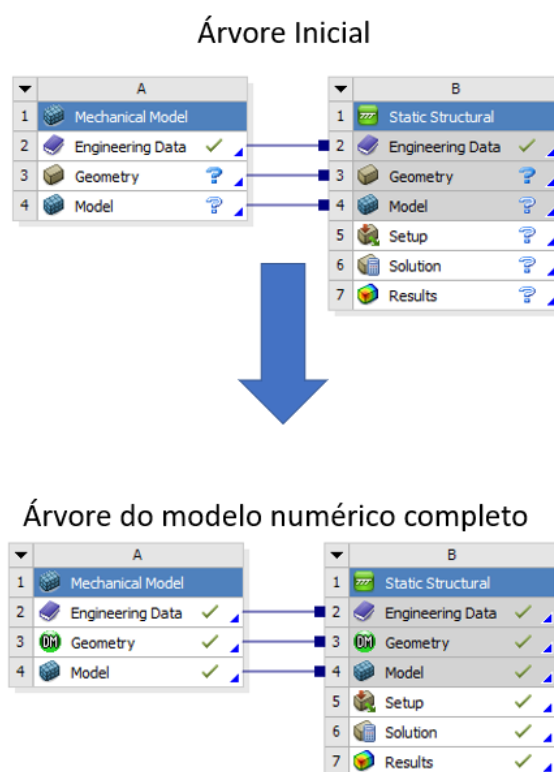 Árvore Inicial
A
1 Mechanical Model
2 Engineering Data
3 Geometry ?
4 Model ?
B
1 Static Structural
2 Engineering Data
3 Geometry ?
4 Model ?
5 Setup ?
6 Solution ?
7 Results ?
Árvore do modelo numérico completo
A
1 Mechanical Model
2 Engineering Data
3 DM Geometry
4 Model
B
1 Static Structural
2 Engineering Data
3 DM Geometry
4 Model
5 Setup
6 Solution
7 Results